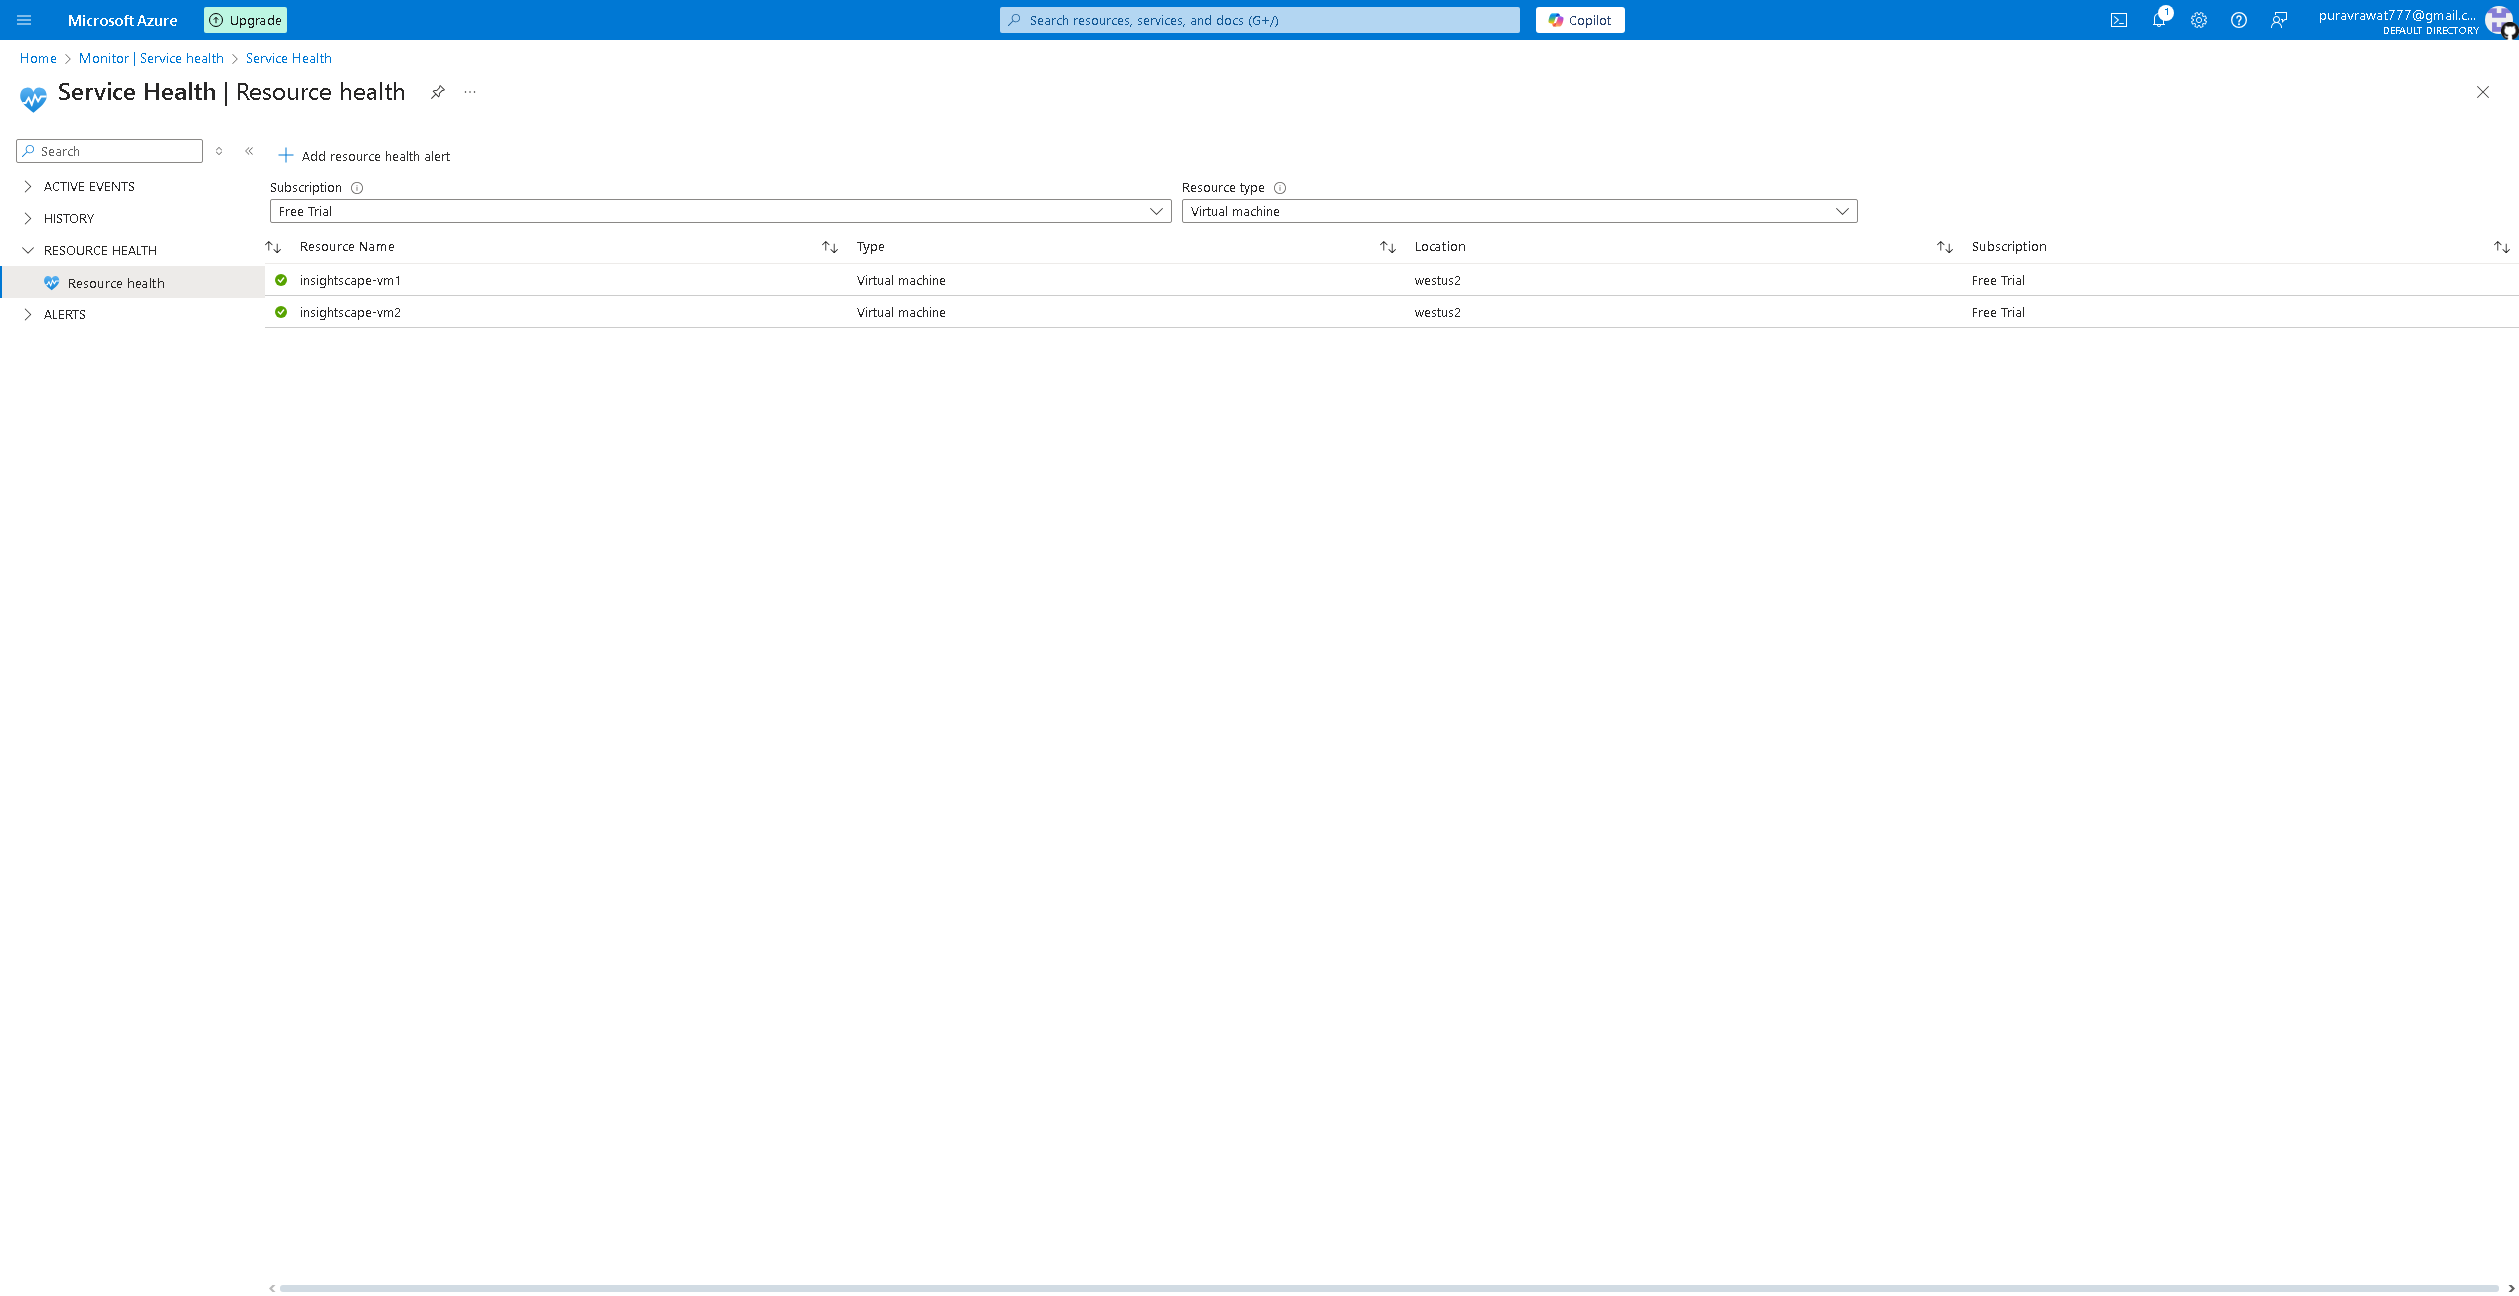 Microsoft Azure
Upgrade
Search resources, services, and docs (G+/)
Copilot
1
puravrawat777@gmail.c...
DEFAULT DIRECTORY
Home > Monitor | Service health > Service Health
Service Health | Resource health
Search
Add resource health alert
ACTIVE EVENTS
HISTORY
RESOURCE HEALTH
Resource health
ALERTS
Subscription
Free Trial
Resource type
Virtual machine
Resource Name Type Location Subscription
insightscape-vm1 Virtual machine westus2 Free Trial
insightscape-vm2 Virtual machine westus2 Free Trial